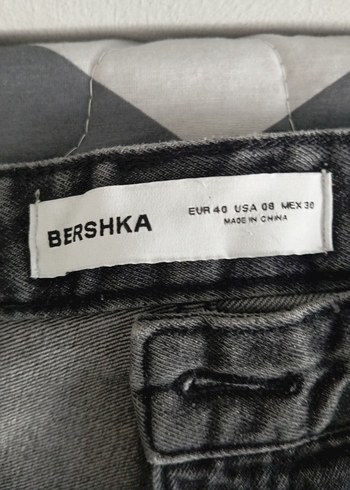 BERSHKA
EUR 40 USA 08 MEX 30
MADE IN CHINA